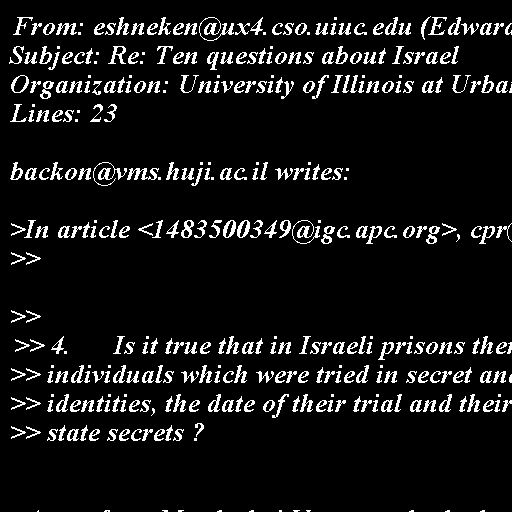 From: eshneken@ux4.cso.uiuc.edu (Edward
Subject: Re: Ten questions about Israel
Organization: University of Illinois at Urba
Lines: 23
backon@vms.huji.ac.il writes:
>In article <1483500349@igc.apc.org>, cpr@
>>
>>
>> 4. Is it true that in Israeli prisons ther
>> individuals which were tried in secret and
>> identities, the date of their trial and their
>> state secrets ?